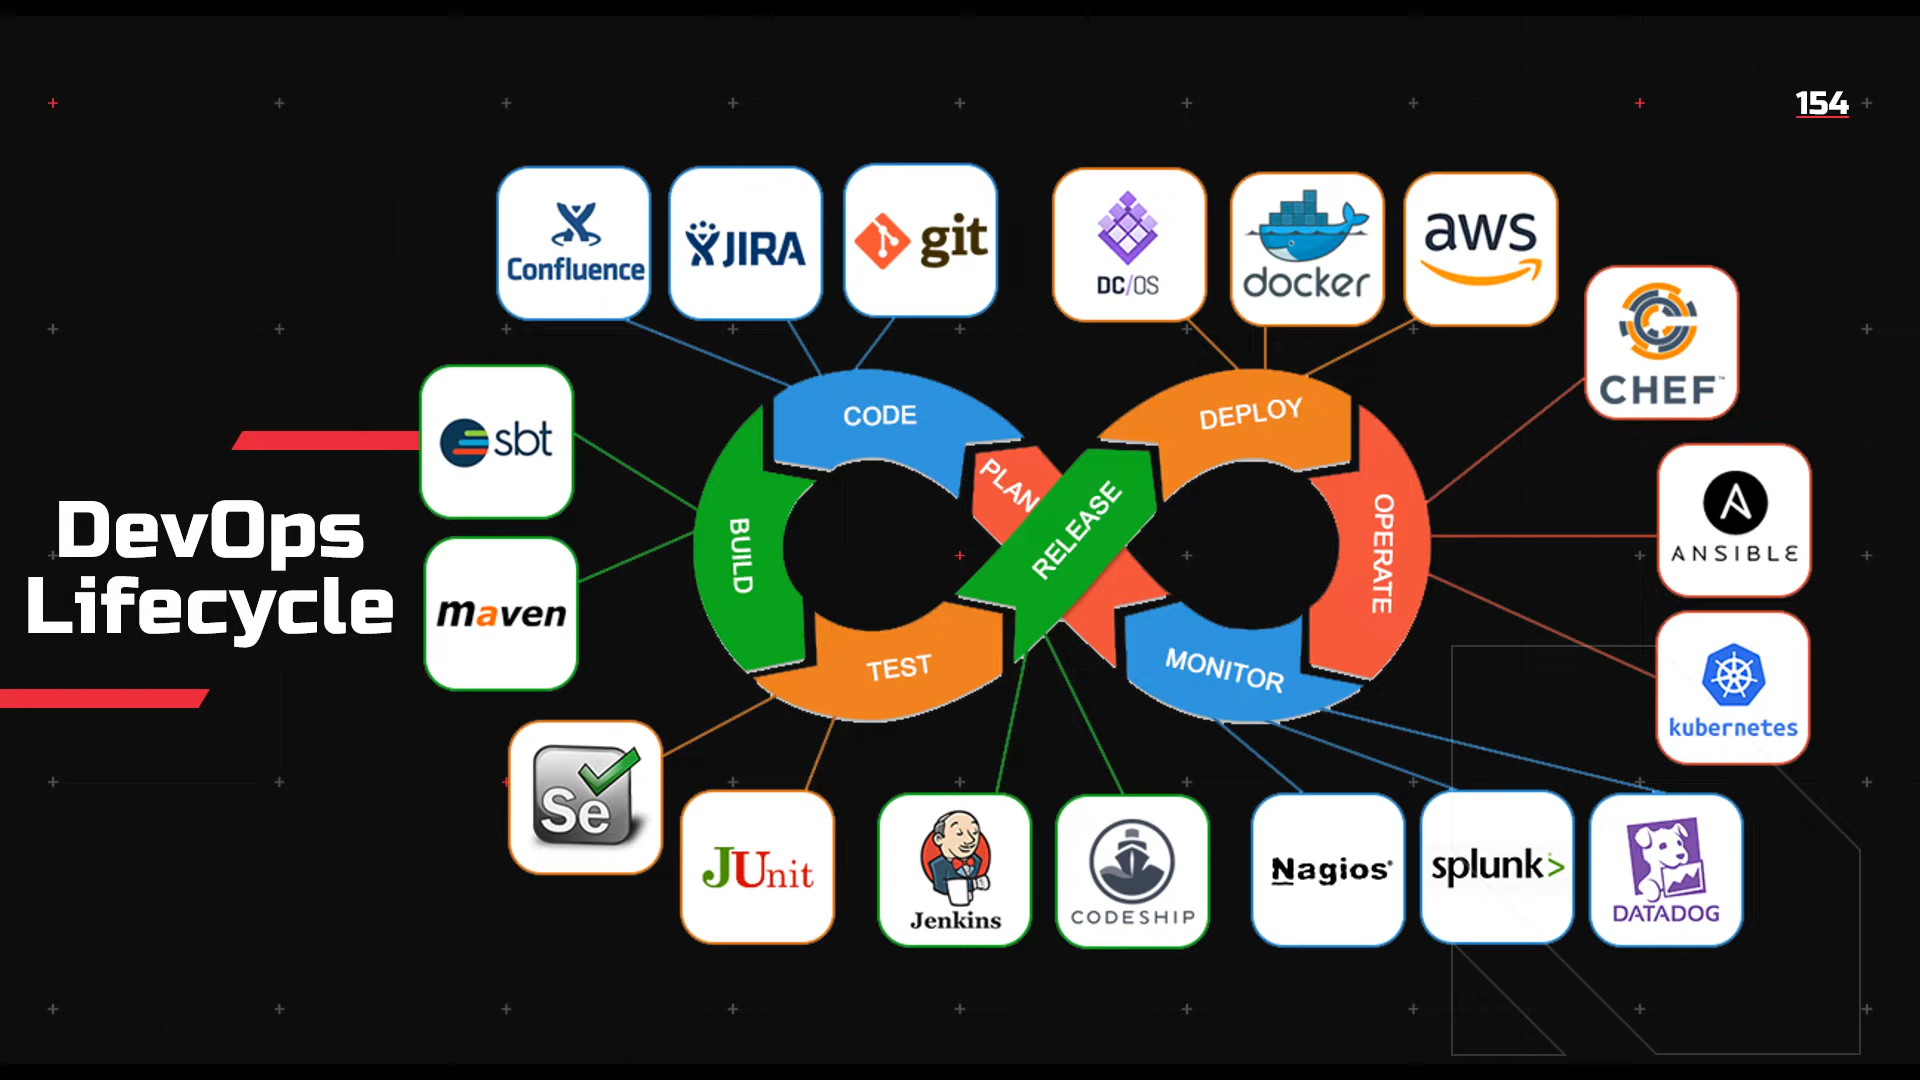 154
Confluence
JIRA
git
DC/OS
docker
aws
CHEF™
sbt
CODE
DEPLOY
PLAN
RELEASE
BUILD
OPERATE
ANSIBLE
DevOps
Lifecycle
maven
TEST
MONITOR
kubernetes
Se
JUnit
Jenkins
CODESHIP
Nagios®
splunk>
DATADOG